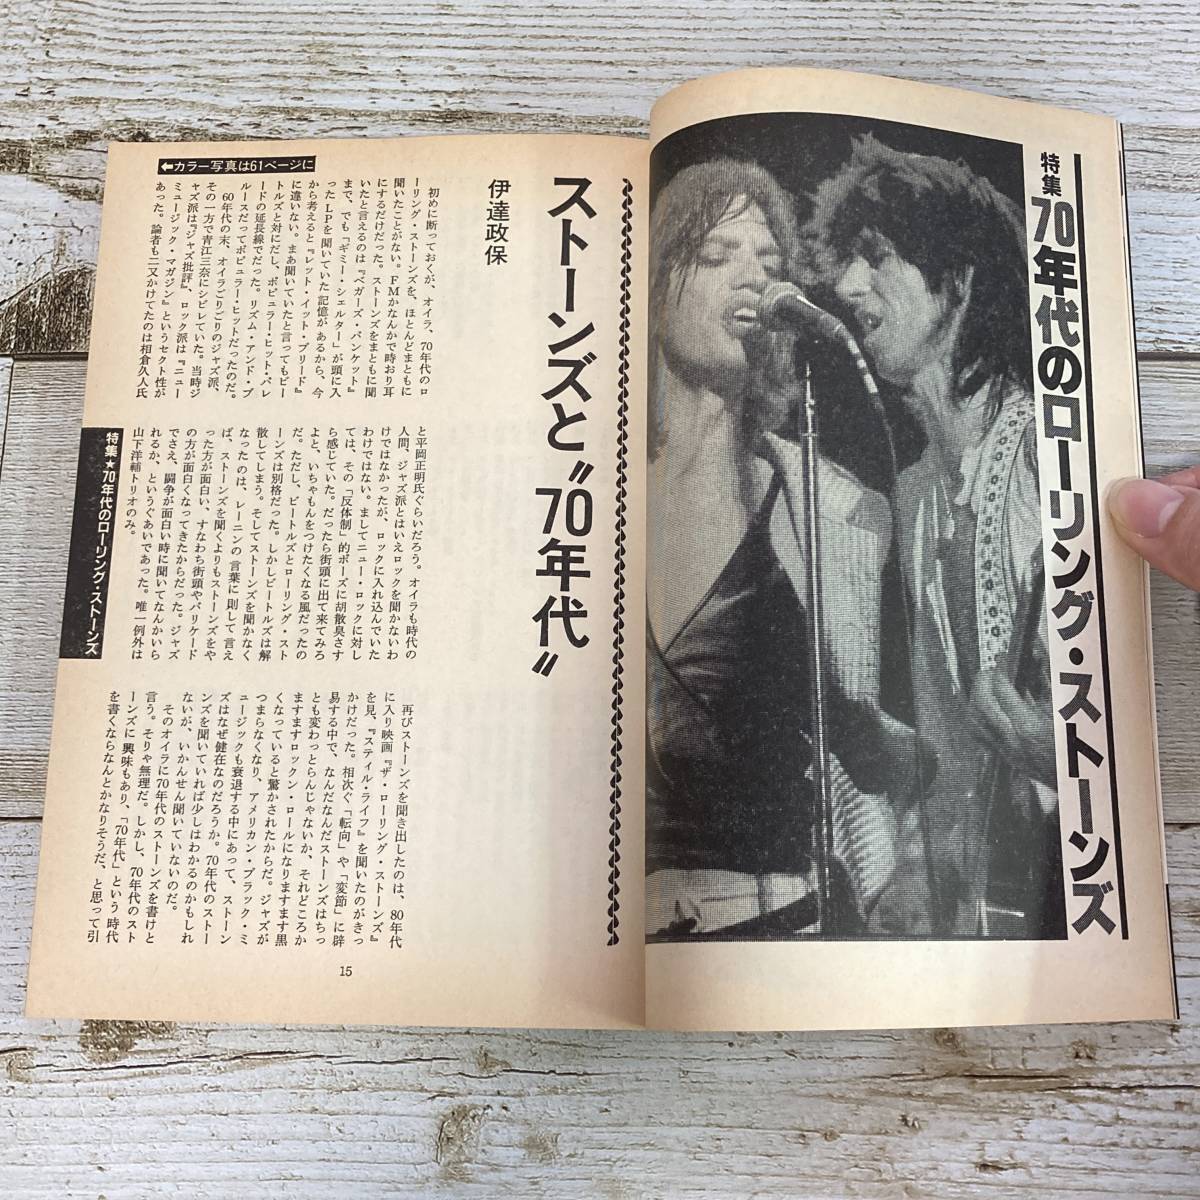 特集
70年代のローリング・ストーンズ
ストーンズと〝70年代〟
伊達政保
⬅カラー写真は61ページに
初めに断っておくが、オイラ、70年代のロ
ーリング・ストーンズを、ほとんどまともに
聞いたことがない。FMかなんかで時おり耳
にするだけだった。ストーンズをまともに聞
いたと言えるのは『ベガーズ・バンケット』
まで、でも「ギミー・シェルター」が頭に入
ったLPを聞いていた記憶があるから、今
から考えると『レット・イット・ブリード』
に違いない。まあ聞いていたと言ってもビー
トルズと対にだし、ポピュラー・ヒット・パレ
ードの延長線でだった。リズム・アンド・ブ
ルースだってポピュラー・ヒットだったのだ。
60年代の末、オイラごりごりのジャズ派、
その一方で青江三奈にシビレていた。当時ジ
ャズ派は『ジャズ批評』、ロック派は『ニュー
ミュージック・マガジン』というセクト性が
あった。論者も二又かけてたのは相倉久人氏
と平岡正明氏ぐらいだろう。オイラも時代の
人間、ジャズ派とはいえロックを聞かないわ
けではなかったが、ロックに入れ込んでいた
わけではない。ましてニュー・ロックに対し
ては、その「反体制」的ポーズに胡散臭さす
ら感じていた。だったら街頭に出て来てみろ
よと、いちゃもんをつけたくなる風だったの
だ。ただし、ビートルズとローリング・スト
ーンズは別格だった。しかしビートルズは解
散してしまう。そしてストーンズを聞かなく
なったのは、レーニンの言葉に則して言え
ば、ストーンズを聞くよりもストーンズをや
った方が面白い、すなわち街頭やバリケード
の方が面白くなってきたからだった。ジャズ
でさえ、闘争が面白い時に聞いてなんかいら
れるか、というぐあいであった。唯一例外は
山下洋輔トリオのみ。
再びストーンズを聞き出したのは、80年代
に入り映画『ザ・ローリング・ストーンズ』
を見、『スティル・ライフ』を聞いたのがきっ
かけだった。相次ぐ「転向」や「変節」に辟
易する中で、なんだなんだストーンズはちっ
とも変わっとらんじゃないか、それどころか
ますますロックン・ロールになりますます黒
くなっていると驚かされたからだ。ジャズが
つまらなくなり、アメリカン・ブラック・ミ
ュージックも衰退する中にあって、ストーン
ズはなぜ健在なのだろうか。70年代のストー
ンズを聞いていれば少しはわかるのかもしれ
ないが、いかんせん聞いていないのだ。
そのオイラに70年代のストーンズを書けと
言う。そりゃ無理だ。しかし、70年代のスト
ーンズに興味もあり、「70年代」という時代
を書くならなんとかなりそうだ、と思って引
特集★70年代のローリング・ストーンズ
15